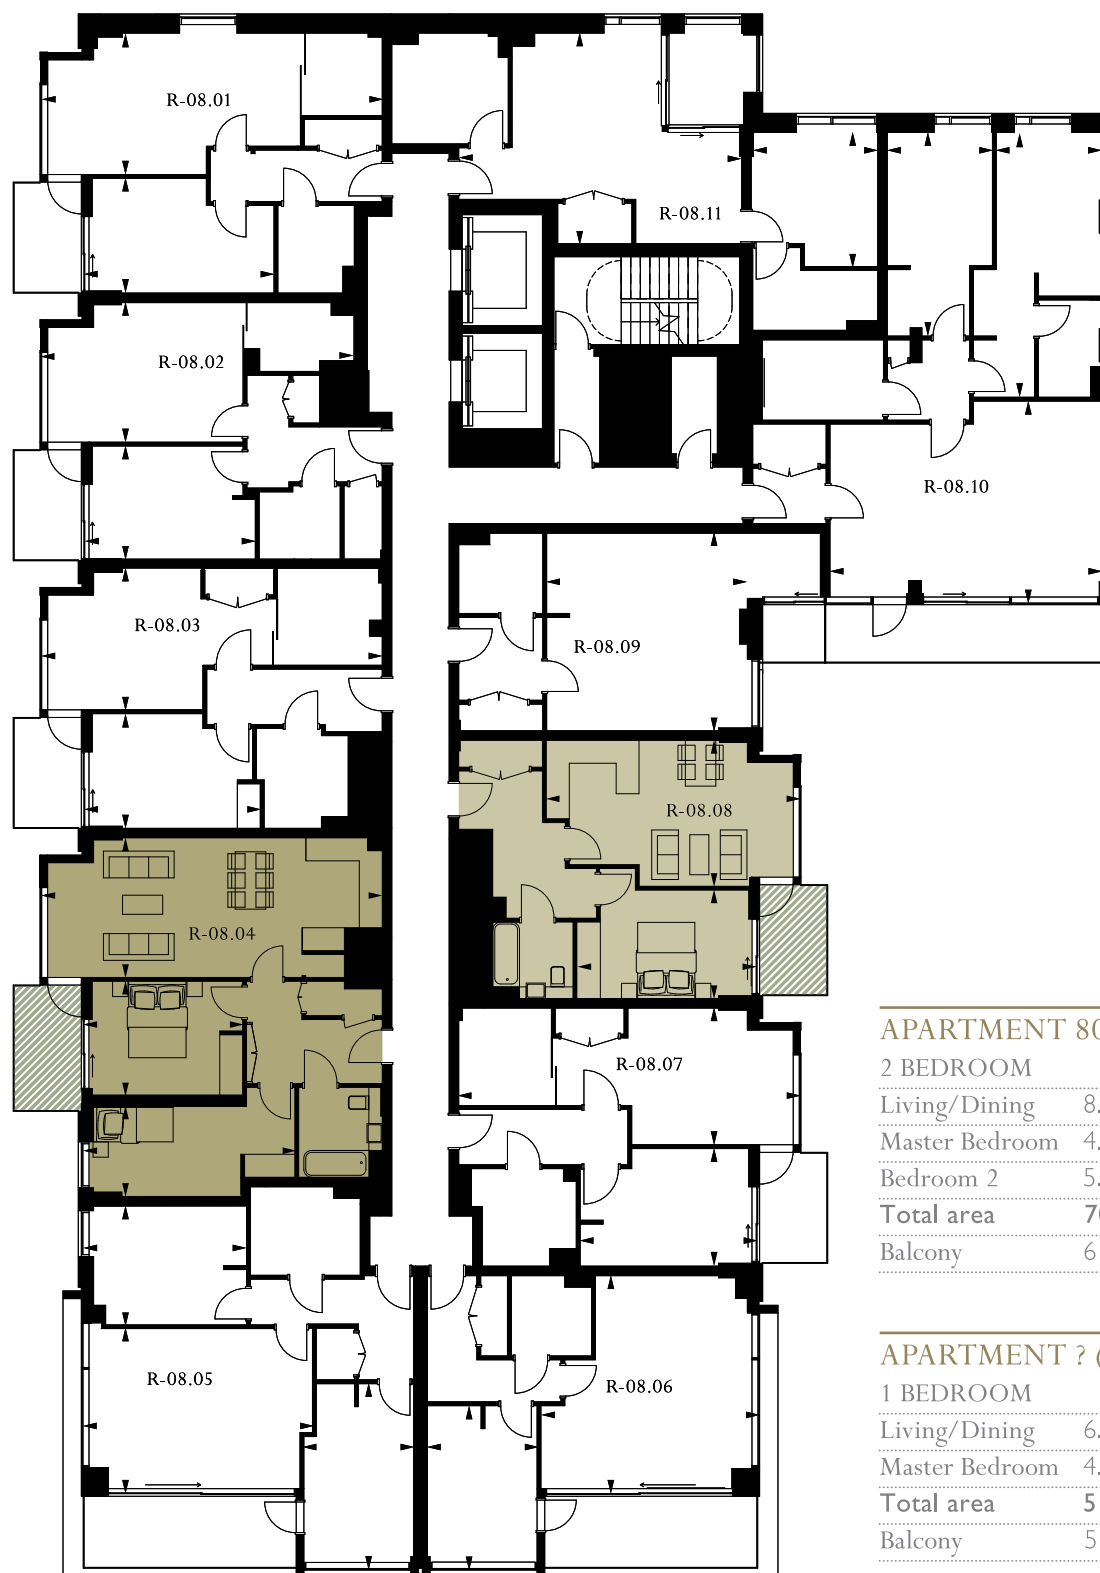 R-08.01
R-08.11
R-08.02
R-08.10
R-08.03
R-08.09
R-08.08
R-08.04
R-08.07
R-08.05
R-08.06
APARTMENT 80
2 BEDROOM
Living/Dining 8.
Master Bedroom 4.
Bedroom 2 5.
Total area 70
Balcony 6
APARTMENT ? (
1 BEDROOM
Living/Dining 6.
Master Bedroom 4.
Total area 5
Balcony 5